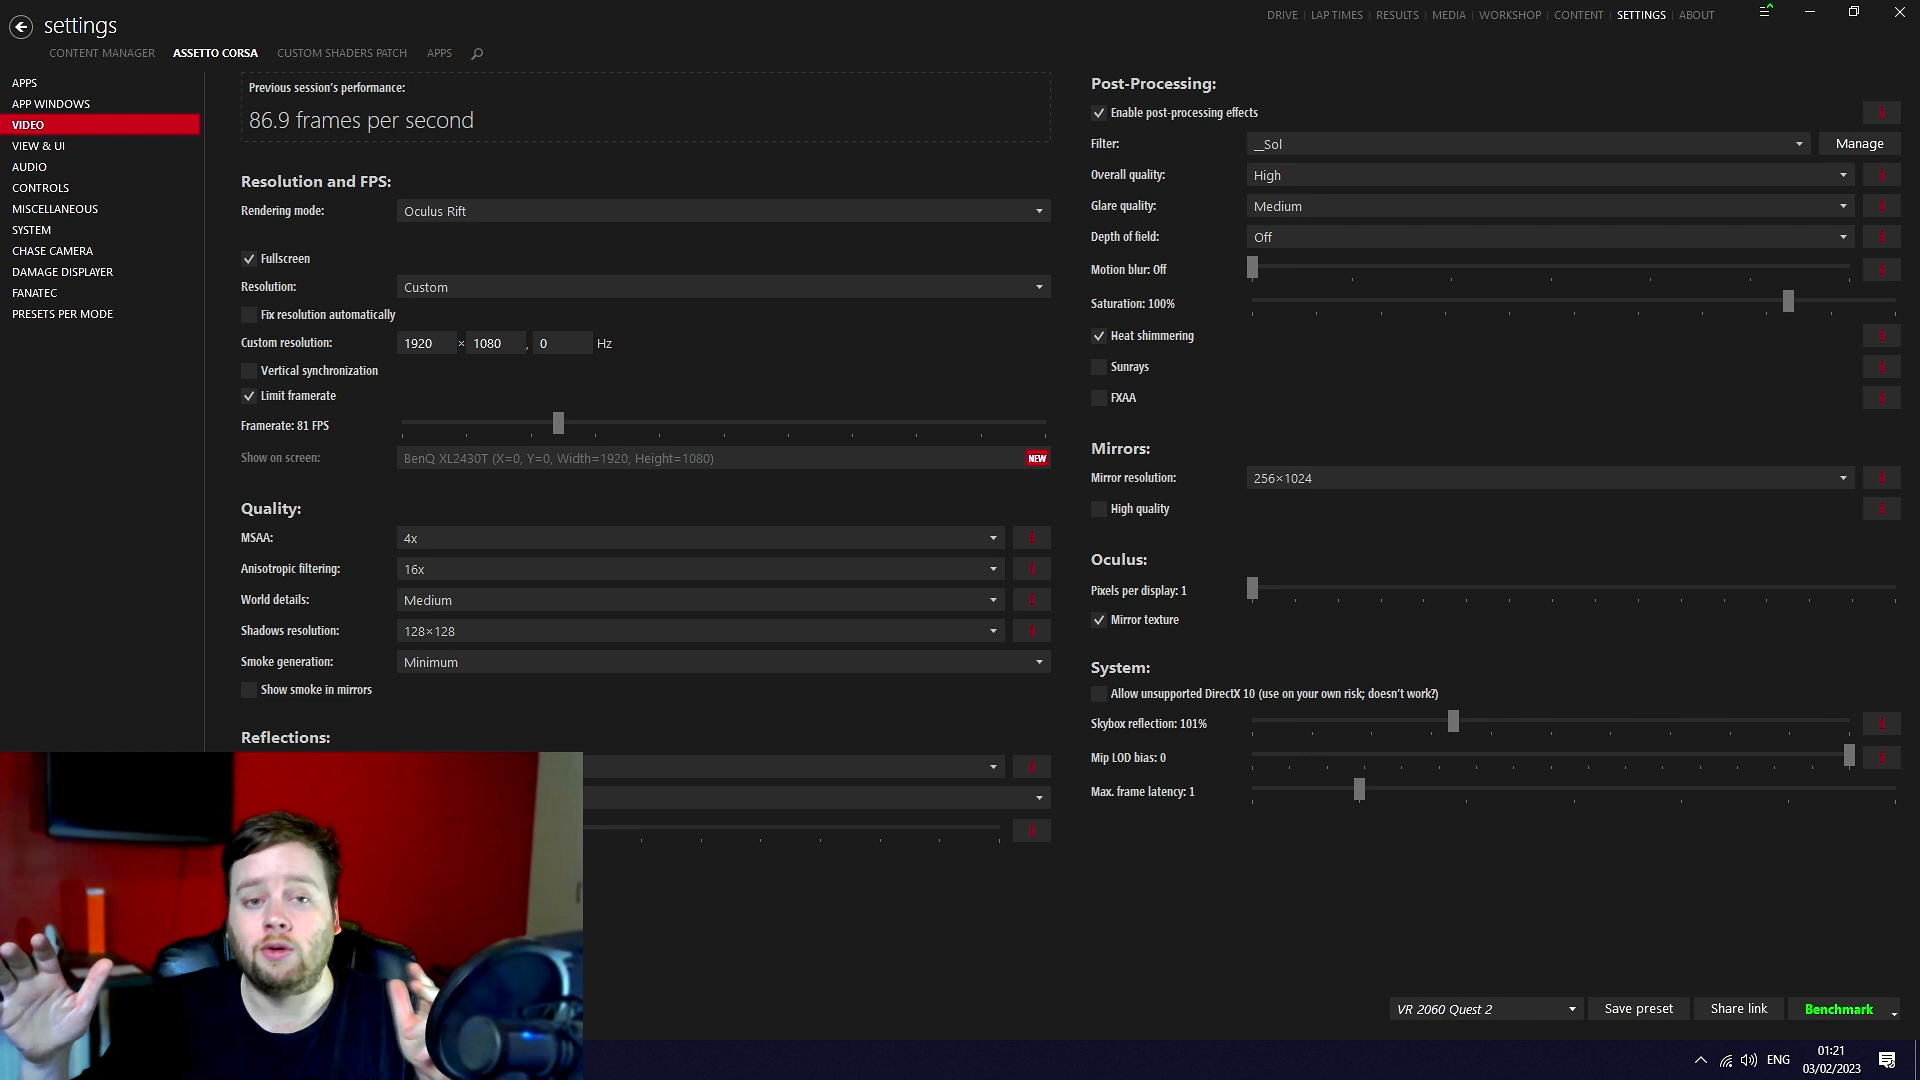 settings
DRIVE | LAP TIMES | RESULTS | MEDIA | WORKSHOP | CONTENT | SETTINGS | ABOUT
CONTENT MANAGER ASSETTO CORSA CUSTOM SHADERS PATCH APPS
APPS
APP WINDOWS
VIDEO
VIEW & UI
AUDIO
CONTROLS
MISCELLANEOUS
SYSTEM
CHASE CAMERA
DAMAGE DISPLAYER
FANATEC
PRESETS PER MODE
Previous session's performance:
86.9 frames per second
Resolution and FPS:
Rendering mode: Oculus Rift
Fullscreen
Resolution: Custom
Fix resolution automatically
Custom resolution: 1920 × 1080 , 0 Hz
Vertical synchronization
Limit framerate
Framerate: 81 FPS
Show on screen: BenQ XL2430T (X=0, Y=0, Width=1920, Height=1080) NEW
Quality:
MSAA: 4x
Anisotropic filtering: 16x
World details: Medium
Shadows resolution: 128×128
Smoke generation: Minimum
Show smoke in mirrors
Reflections:
Post-Processing:
Enable post-processing effects
Filter: __Sol Manage
Overall quality: High
Glare quality: Medium
Depth of field: Off
Motion blur: Off
Saturation: 100%
Heat shimmering
Sunrays
FXAA
Mirrors:
Mirror resolution: 256×1024
High quality
Oculus:
Pixels per display: 1
Mirror texture
System:
Allow unsupported DirectX 10 (use on your own risk; doesn't work?)
Skybox reflection: 101%
Mip LOD bias: 0
Max. frame latency: 1
VR 2060 Quest 2 Save preset Share link Benchmark
ENG 01:21
03/02/2023